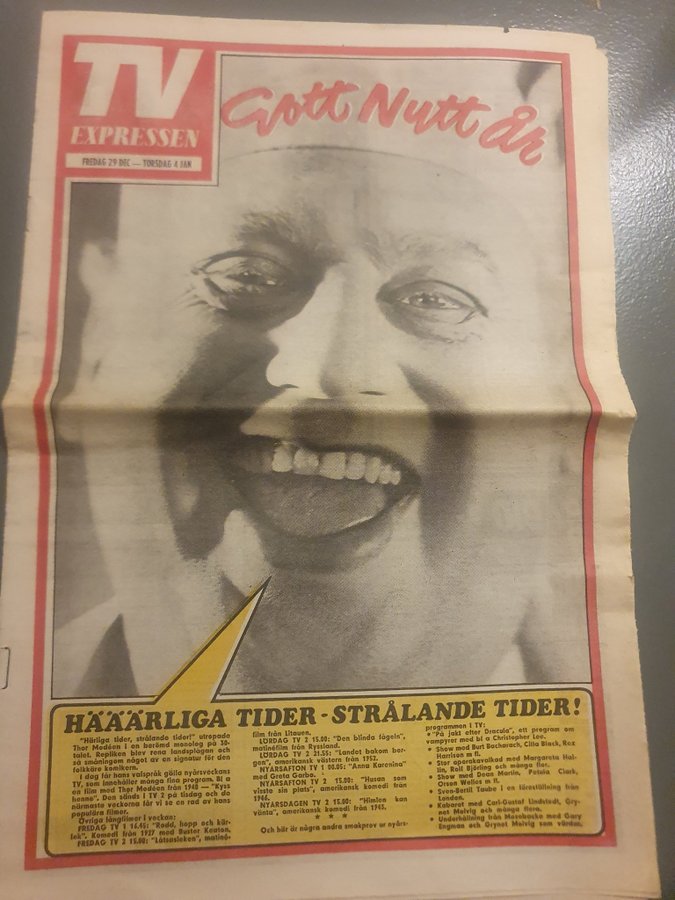 TV
EXPRESSEN
FREDAG 29 DEC — TORSDAG 4 JAN
Gott Nytt år
HÄÄÄRLIGA TIDER - STRÅLANDE TIDER!
"Härliga tider, strålande tider!" utropade
Thor Modéen i en berömd monolog på 30-
talet. Repliken blev rena landsplågan och
så småningom något av en signatur för den
folkkäre komikern.
I dag får hans valspråk gälla nyårsveckans
TV, som innehåller många fina program. Bl a
en film med Thor Modéen från 1940 — "Kyss
henne". Den sänds i TV 2 på tisdag och de
närmaste veckorna får vi se en rad av hans
populära filmer.
Övriga långfilmer i veckan:
FREDAG TV 1 16.45: "Rodd, hopp och kär-
lek". Komedi från 1927 med Buster Keaton.
FREDAG TV 2 15.00: "Låtsasleken", matiné-
film från Litauen.
LÖRDAG TV 2 15.00: "Den blinda fågeln",
matinéfilm från Ryssland.
LÖRDAG TV 2 21.55: "Landet bakom ber-
gen", amerikansk västern från 1952.
NYÅRSAFTON TV 1 00.05: "Anna Karenina"
med Greta Garbo.
NYÅRSAFTON TV 2 15.00: "Husan som
visste sin plats", amerikansk komedi från
1946.
NYÅRSDAGEN TV 2 15.00: "Himlen kan
vänta", amerikansk komedi från 1943.
* * *
Och här är några andra smakprov ur nyårs-
programmen i TV:
• "På jakt efter Dracula", ett program om
vampyrer med bl a Christopher Lee.
• Show med Burt Bacharach, Cilla Black, Rex
Harrison m fl.
• Stor operakavalkad med Margareta Hal-
lin, Rolf Björling och många fler.
• Show med Dean Martin, Petula Clark,
Orson Welles m fl.
• Sven-Bertil Taube i en föreställning från
London.
• Kabaret med Carl-Gustaf Lindstedt, Gry-
net Molvig och många flera.
• Underhållning från Mosebacke med Gary
Engman och Grynet Molvig som värdar.